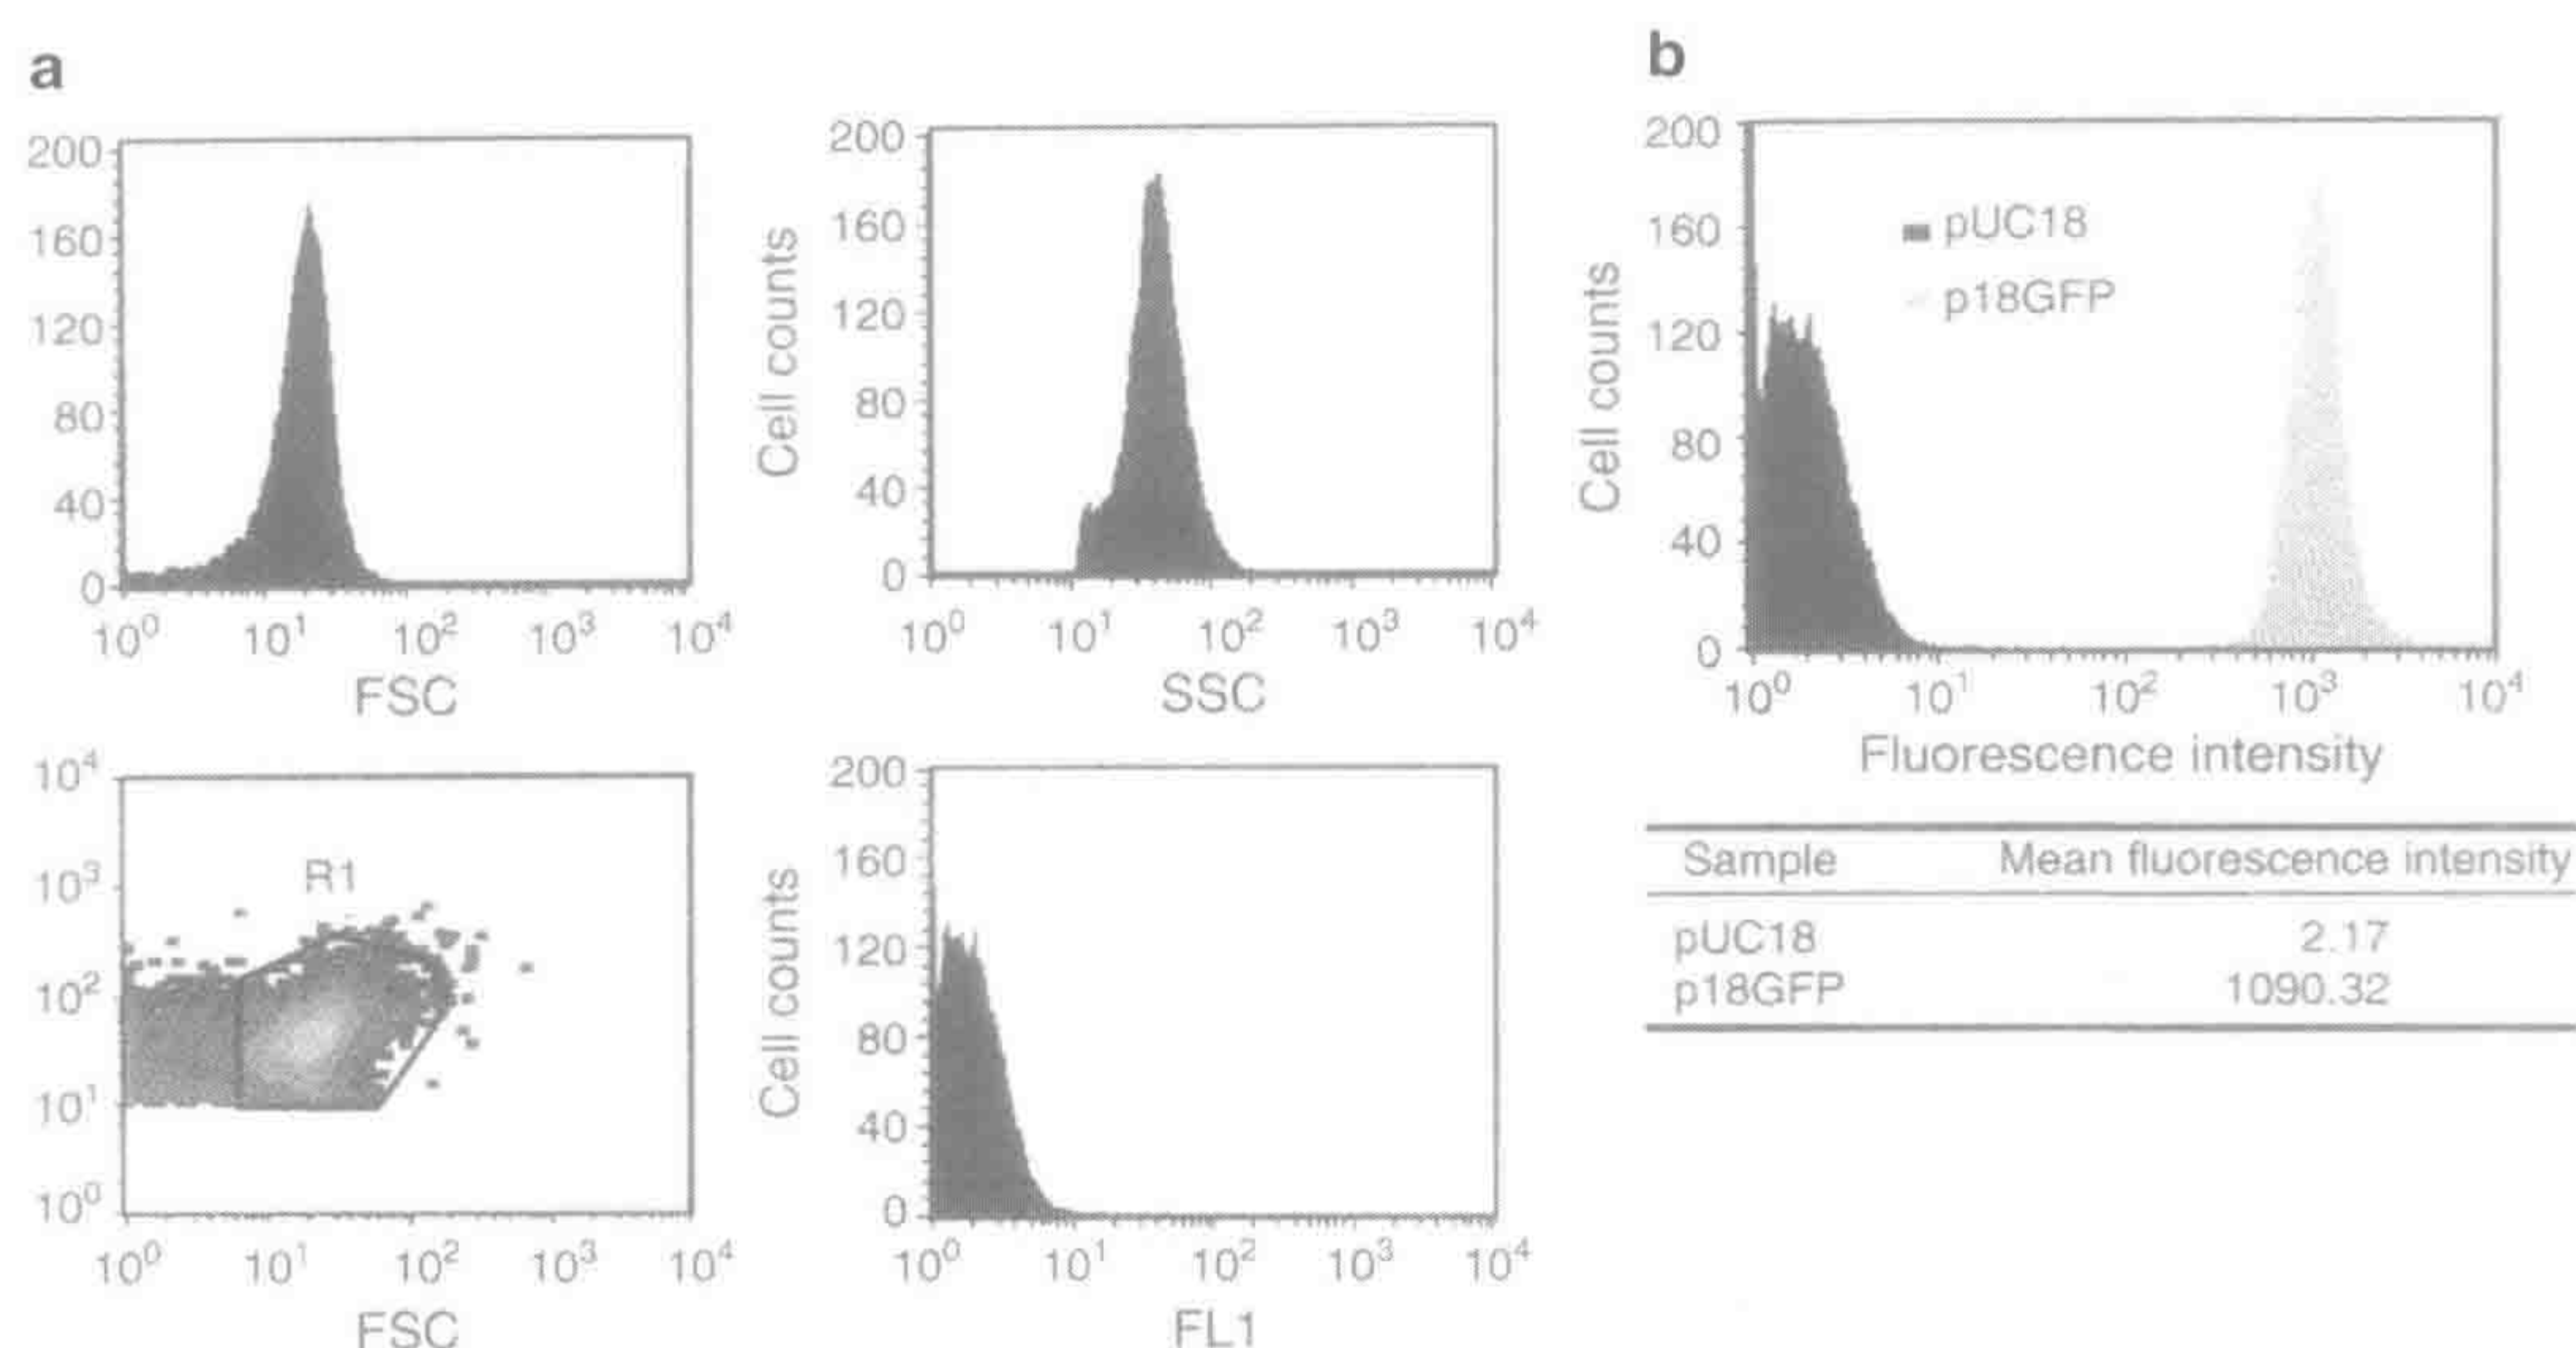 a
200
160
120
80
40
0
10⁰ 10¹ 10² 10³ 10⁴
FSC
Cell counts
200
160
120
80
40
0
10⁰ 10¹ 10² 10³ 10⁴
SSC
10⁴
10³
10²
10¹
10⁰
R1
10⁰ 10¹ 10² 10³ 10⁴
FSC
Cell counts
200
160
120
80
40
0
10⁰ 10¹ 10² 10³ 10⁴
FL1
b
Cell counts
200
160
120
80
40
0
pUC18
p18GFP
10⁰ 10¹ 10² 10³ 10⁴
Fluorescence intensity
Sample Mean fluorescence intensity
pUC18 2.17
p18GFP 1090.32